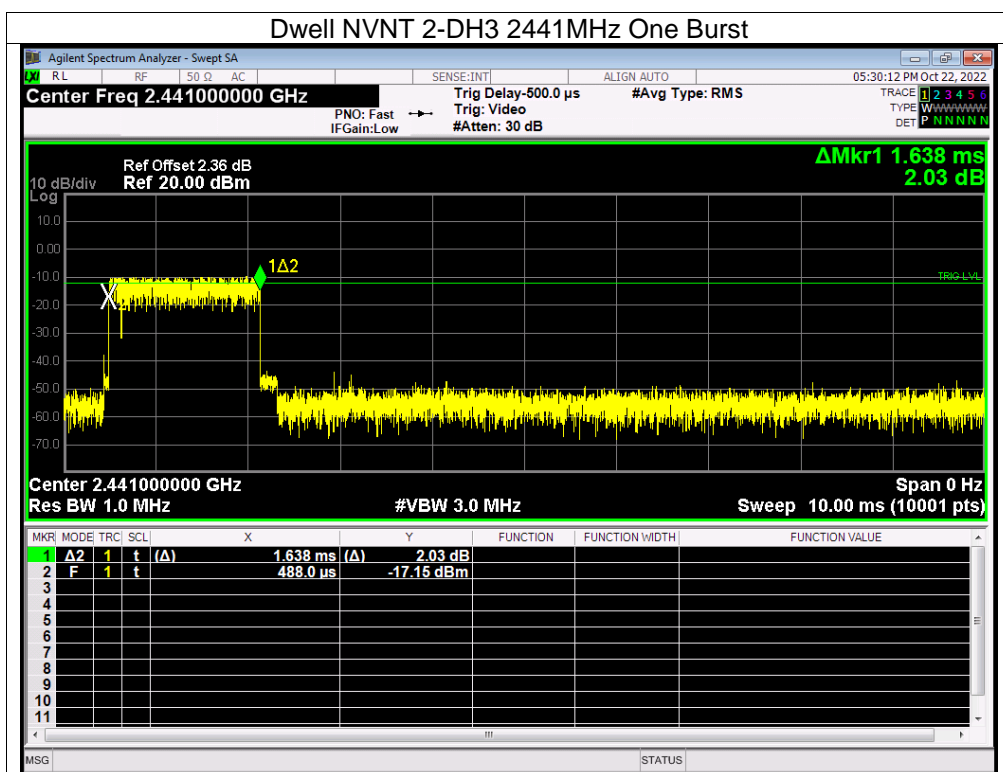 Dwell NVNT 2-DH3 2441MHz One Burst
Agilent Spectrum Analyzer - Swept SA
LXI RL RF 50 Ω AC SENSE:INT ALIGN AUTO 05:30:12 PM Oct 22, 2022
Center Freq 2.441000000 GHz Trig Delay-500.0 µs #Avg Type: RMS TRACE 1 2 3 4 5 6
PNO: Fast Trig: Video TYPE WWWWWW
IFGain:Low #Atten: 30 dB DET P N N N N N
ΔMkr1 1.638 ms
Ref Offset 2.36 dB
10 dB/div Ref 20.00 dBm 2.03 dB
Log
10.0
0.00
1Δ2
-10.0 TRIG LVL
X2
-20.0
-30.0
-40.0
-50.0
-60.0
-70.0
Center 2.441000000 GHz Span 0 Hz
Res BW 1.0 MHz #VBW 3.0 MHz Sweep 10.00 ms (10001 pts)
MKR MODE TRC SCL X Y FUNCTION FUNCTION WIDTH FUNCTION VALUE
1 Δ2 1 t (Δ) 1.638 ms (Δ) 2.03 dB
2 F 1 t 488.0 µs -17.15 dBm
3
4
5
6
7
8
9
10
11
MSG STATUS